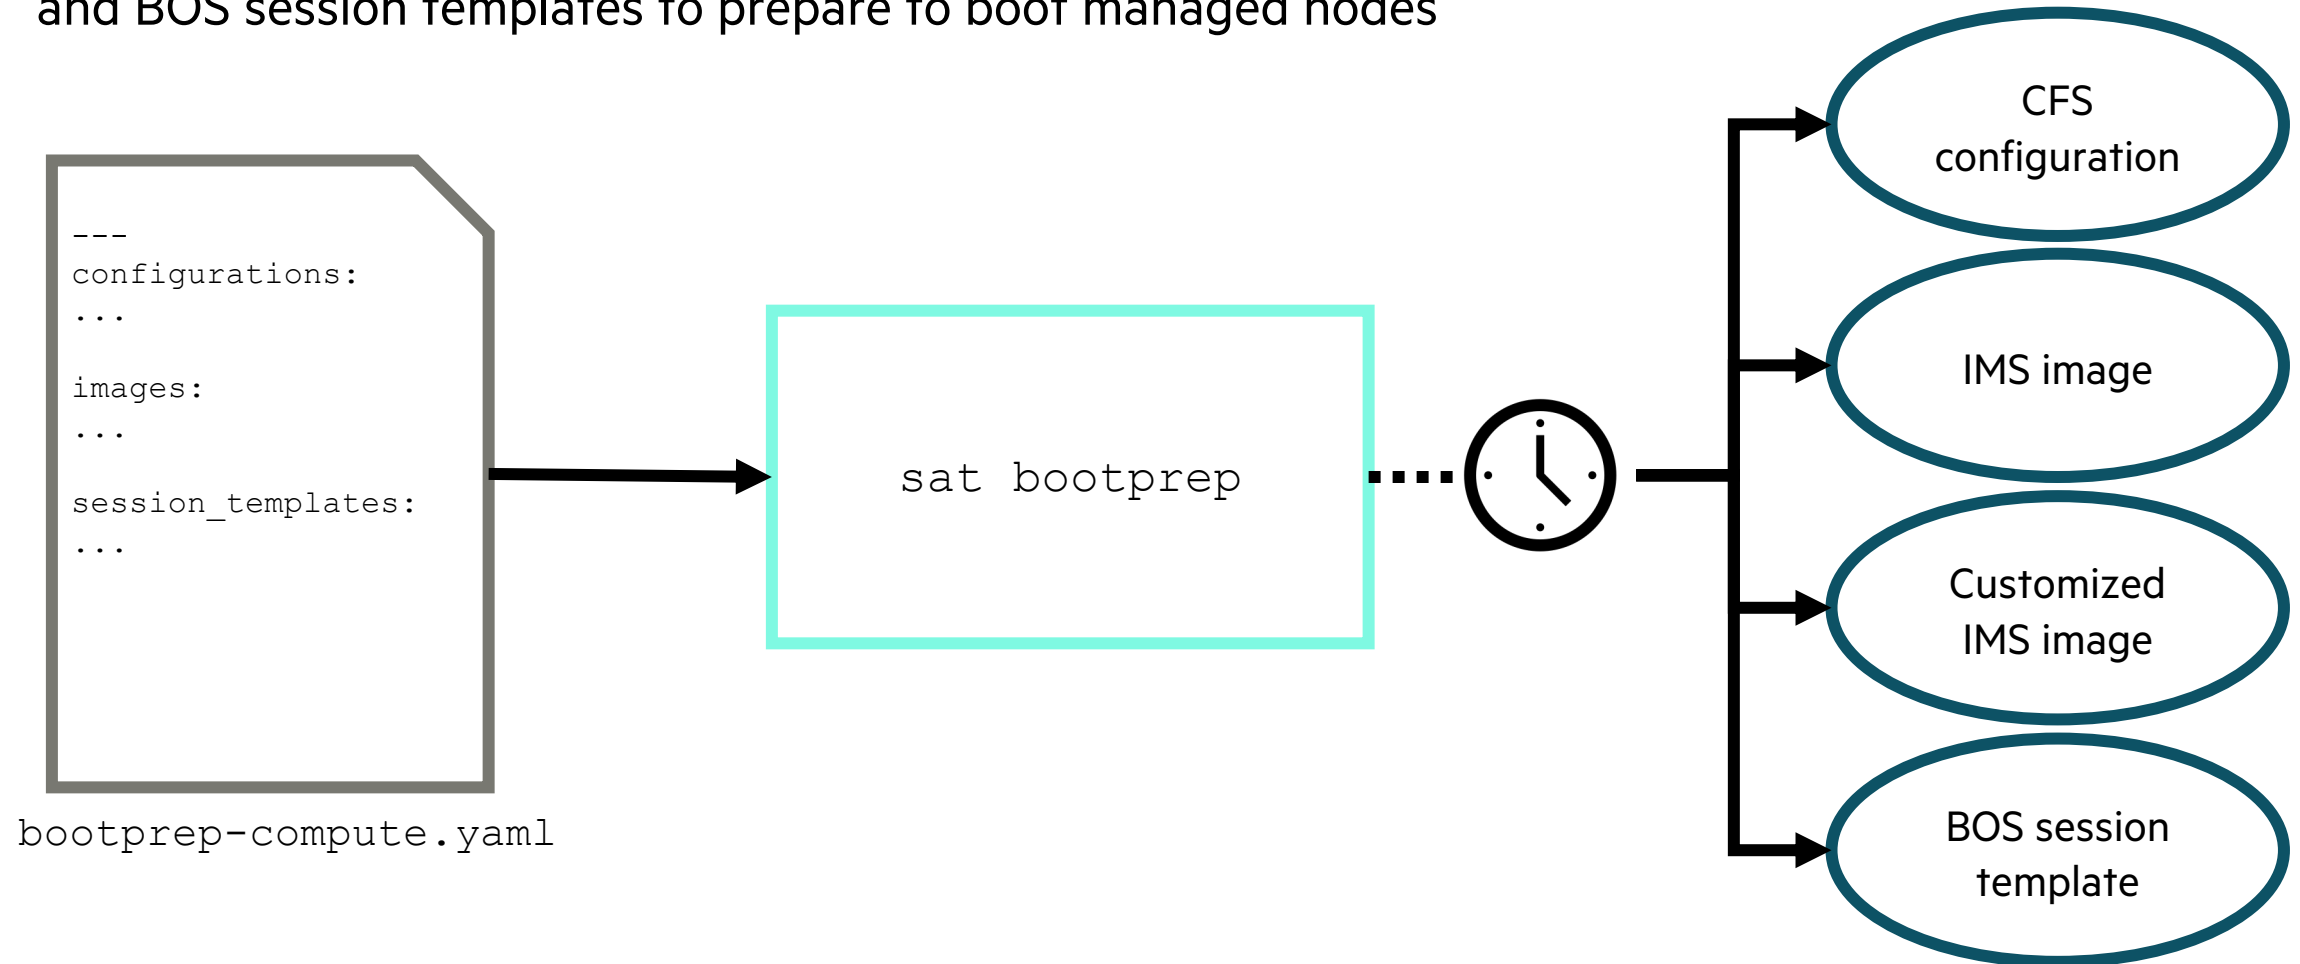 and BOS session templates to prepare to boot managed nodes
---
configurations:
...
images:
...
session_templates:
...
bootprep-compute.yaml
sat bootprep
CFS
configuration
IMS image
Customized
IMS image
BOS session
template